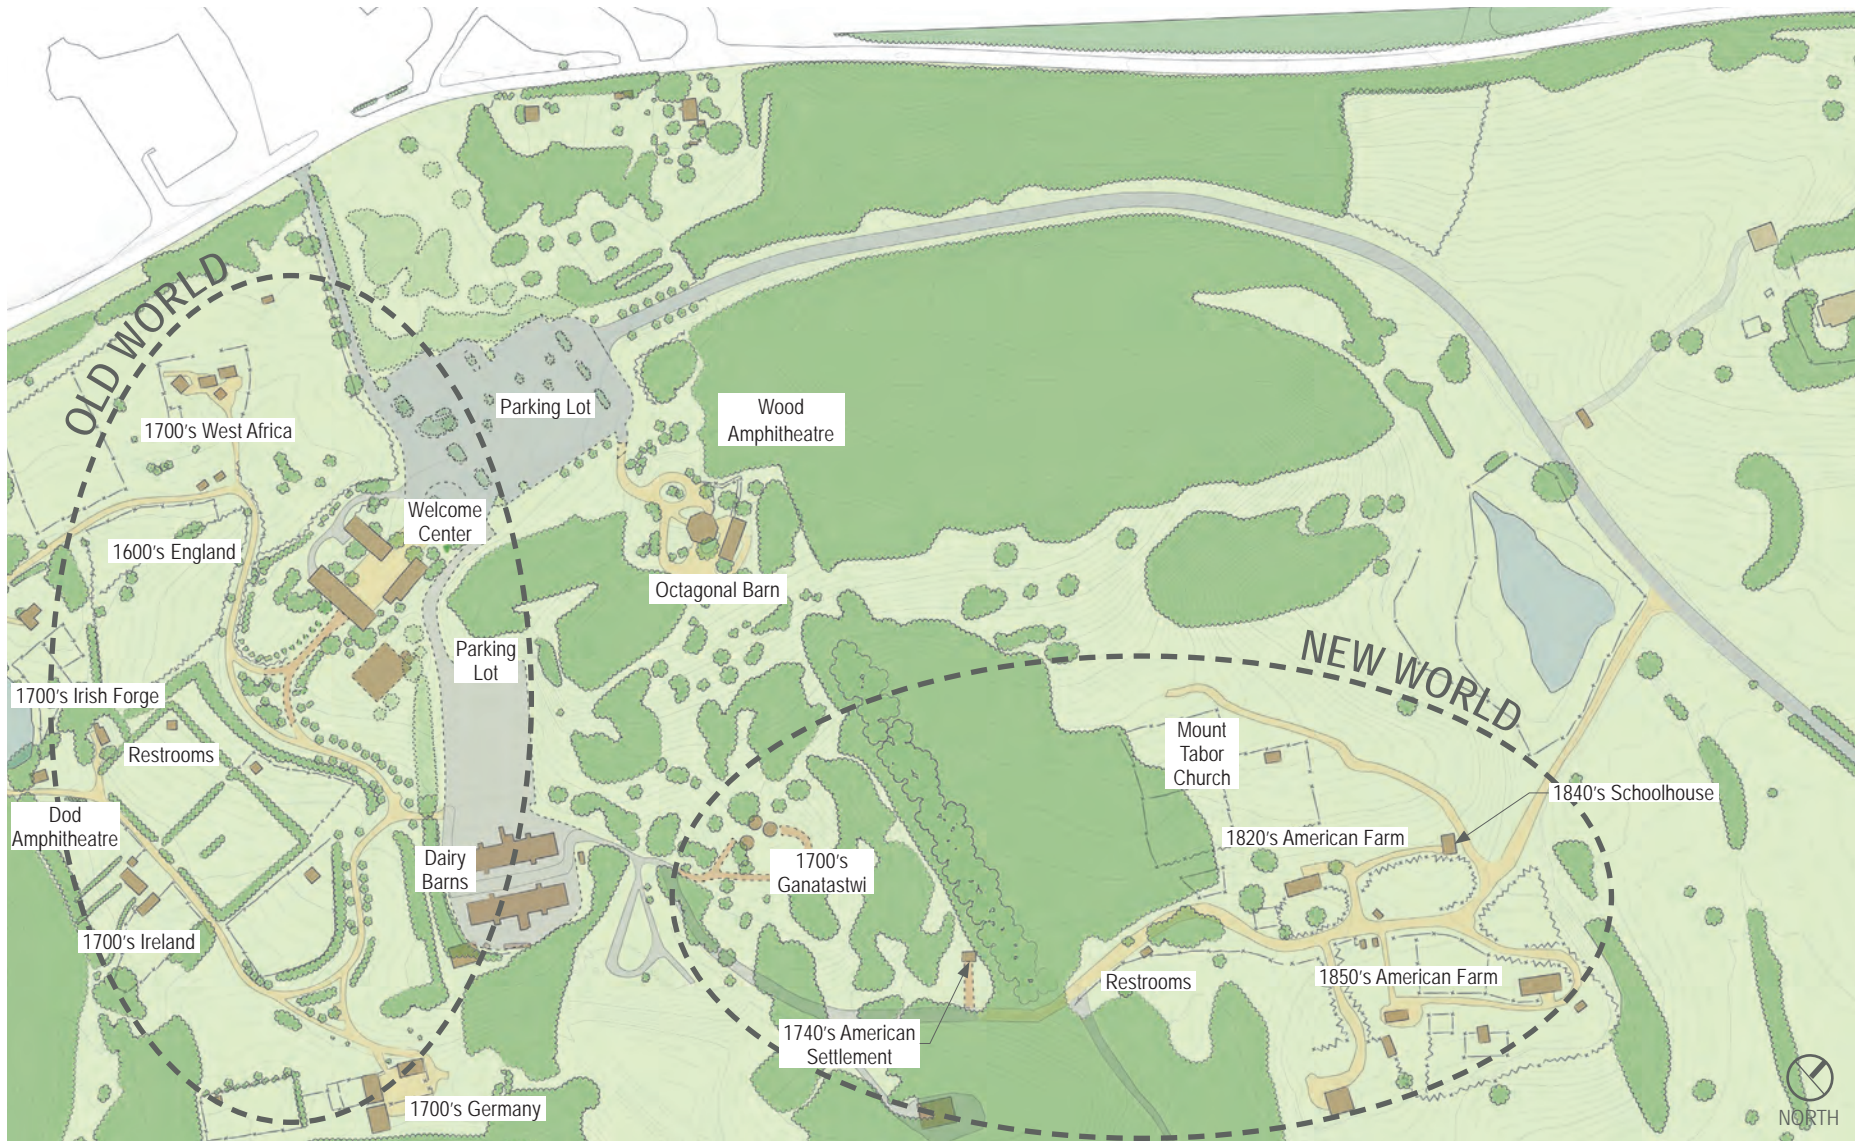 OLD WORLD
1700's West Africa
Parking Lot
Wood
Amphitheatre
Welcome
Center
1600's England
Octagonal Barn
Parking
Lot
NEW WORLD
1700's Irish Forge
Restrooms
Mount
Tabor
Church
1840's Schoolhouse
Dod
Amphitheatre
1820's American Farm
Dairy
Barns
1700's
Ganatastwi
1700's Ireland
Restrooms
1850's American Farm
1740's American
Settlement
1700's Germany
NORTH